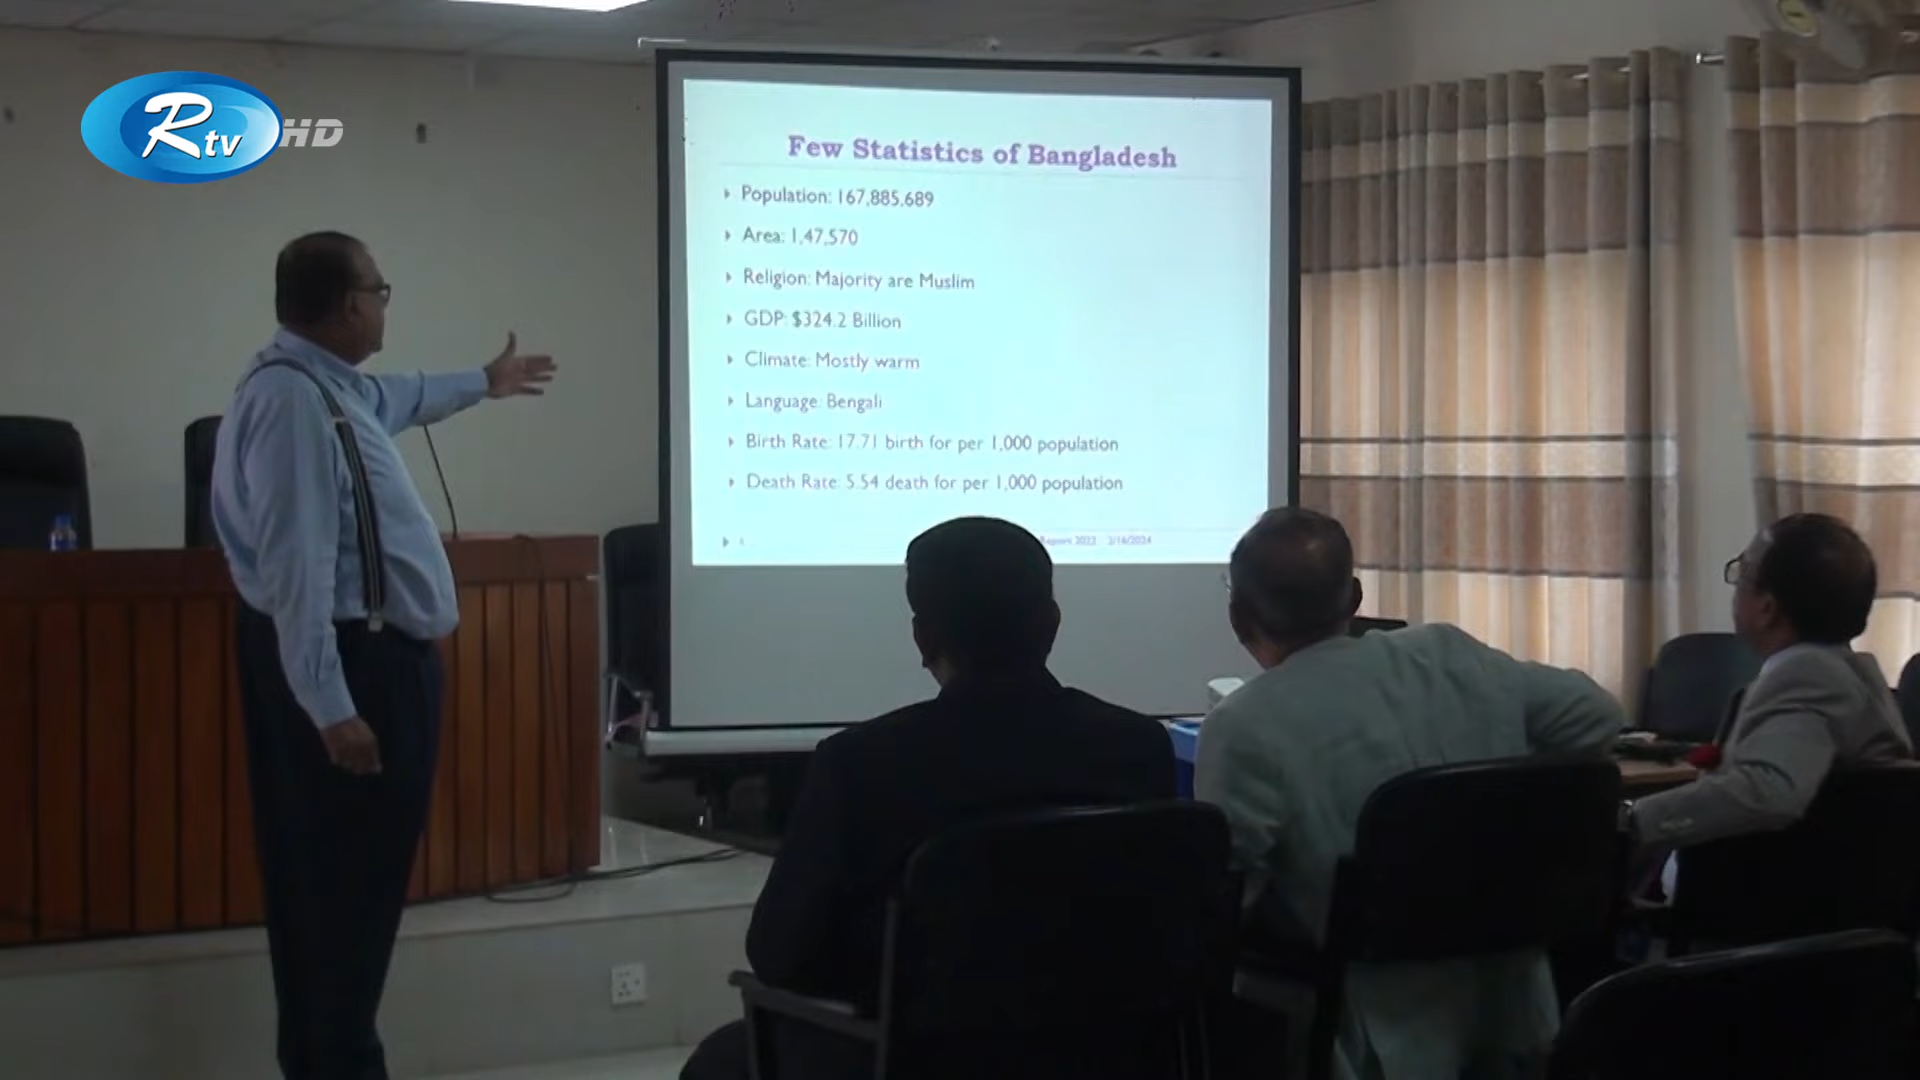 Rtv HD
Few Statistics of Bangladesh
Population: 167,885,689
Area: 1,47,570
Religion: Majority are Muslim
GDP: $324.2 Billion
Climate: Mostly warm
Language: Bengali
Birth Rate: 17.71 birth for per 1,000 population
Death Rate: 5.54 death for per 1,000 population
Report 2022